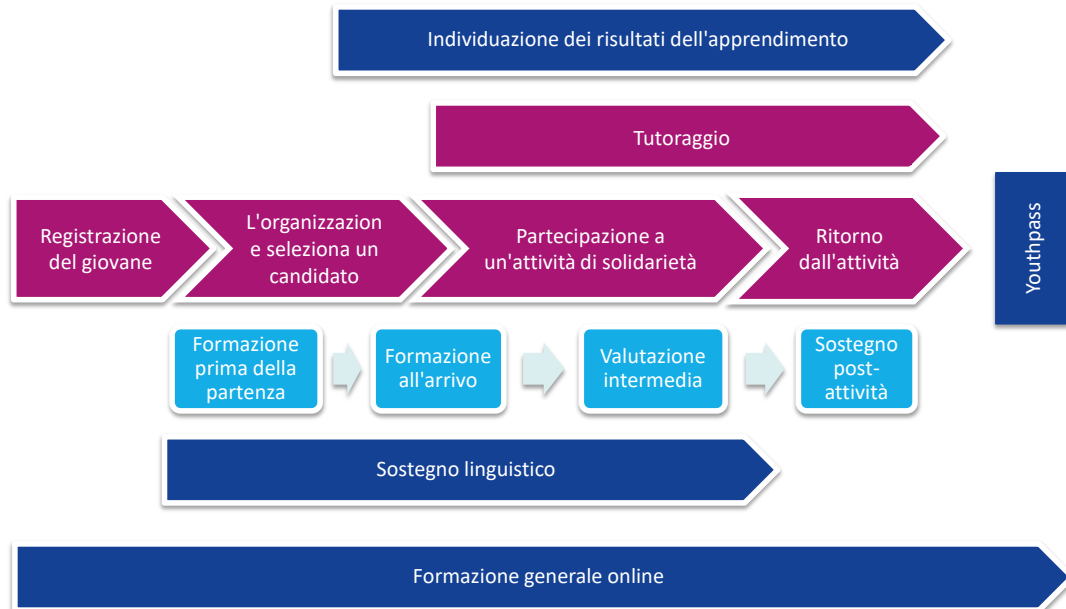 Individuazione dei risultati dell'apprendimento
Tutoraggio
Registrazione
del giovane
L'organizzazion
e seleziona un
candidato
Partecipazione a
un'attività di solidarietà
Ritorno
dall'attività
Youthpass
Formazione
prima della
partenza
Formazione
all'arrivo
Valutazione
intermedia
Sostegno
post-
attività
Sostegno linguistico
Formazione generale online